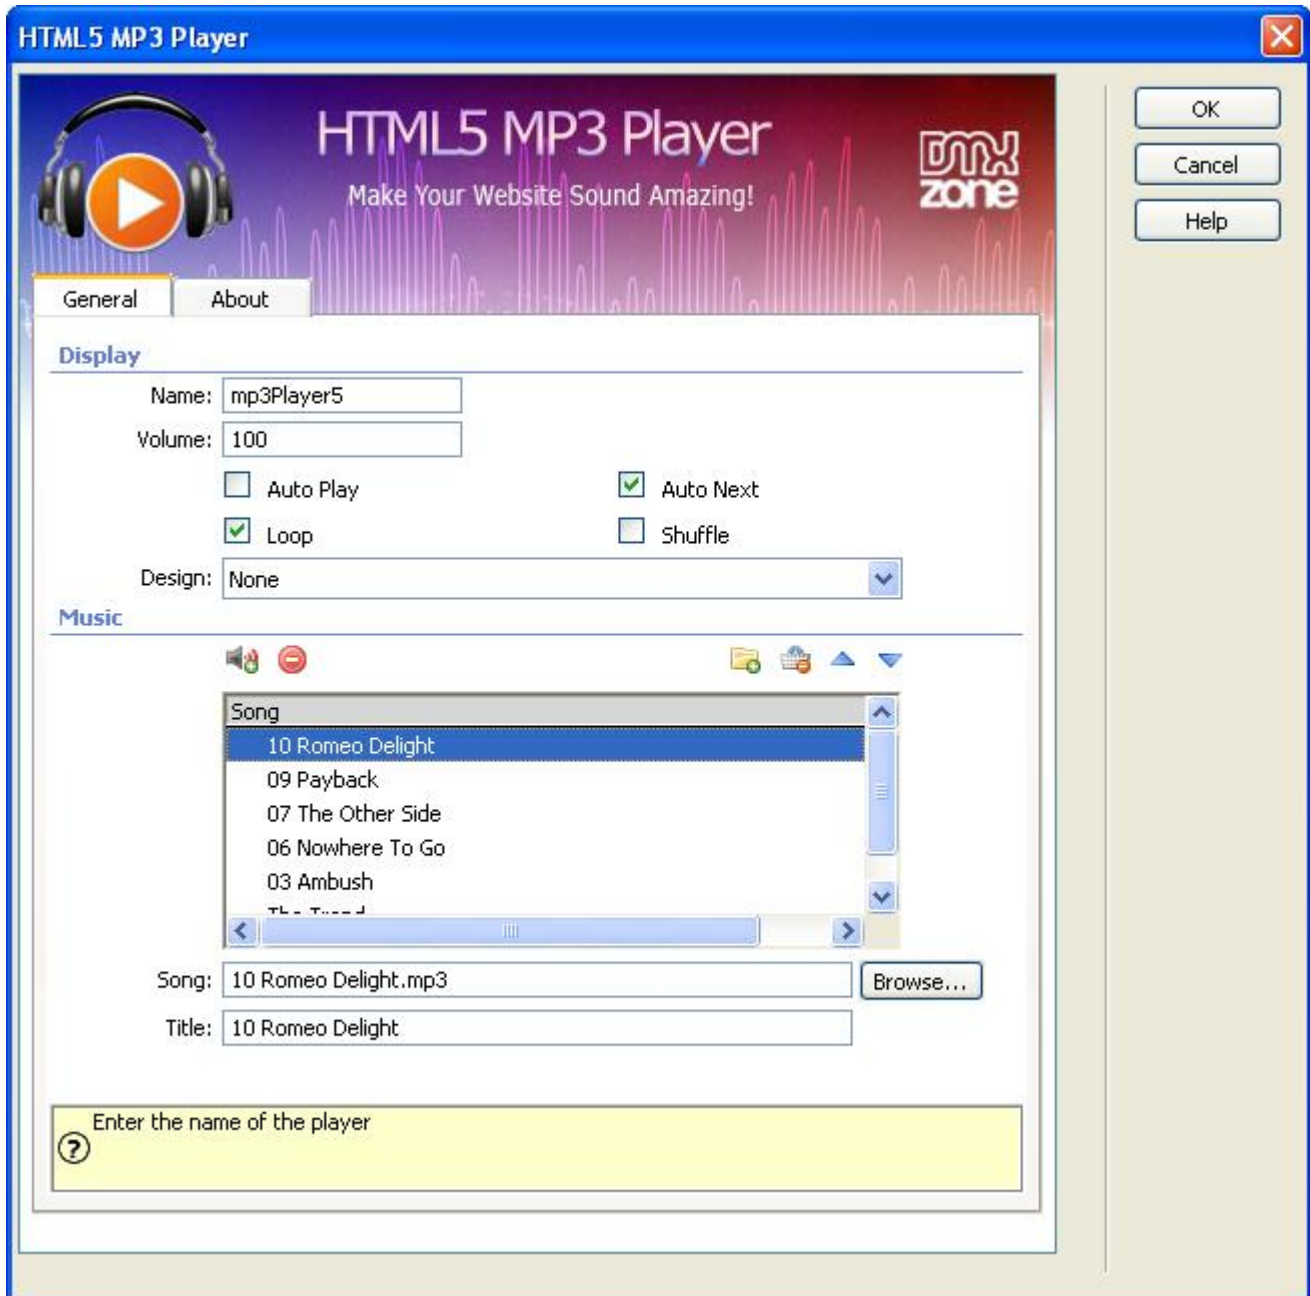 HTML5 MP3 Player
HTML5 MP3 Player
Make Your Website Sound Amazing!
DMX
zone
OK
Cancel
Help
General About
Display
Name: mp3Player5
Volume: 100
Auto Play Auto Next
Loop Shuffle
Design: None
Music
Song
10 Romeo Delight
09 Payback
07 The Other Side
06 Nowhere To Go
03 Ambush
The Trend
Song: 10 Romeo Delight.mp3 Browse...
Title: 10 Romeo Delight
Enter the name of the player
?